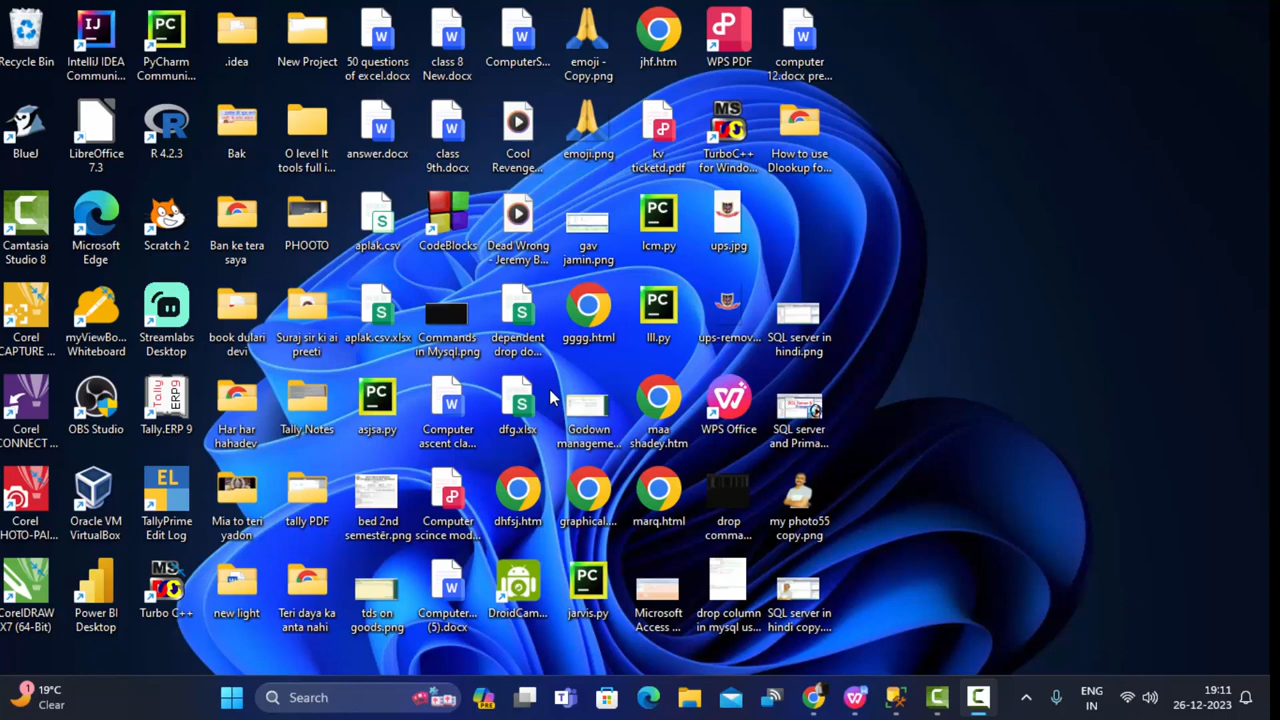 Recycle Bin
IntelliJ IDEA
Communi...
PyCharm
Communi...
.idea
New Project
50 questions
of excel.docx
class 8
New.docx
ComputerS...
emoji -
Copy.png
jhf.htm
WPS PDF
computer
12.docx pre...
BlueJ
LibreOffice
7.3
R 4.2.3
Bak
O level It
tools full i...
answer.docx
class
9th.docx
Cool
Revenge...
emoji.png
kv
ticketd.pdf
TurboC++
for Windo...
How to use
Dlookup fo...
Camtasia
Studio 8
Microsoft
Edge
Scratch 2
Ban ke tera
saya
PHOOTO
aplak.csv
CodeBlocks
Dead Wrong
- Jeremy B...
gav
jamin.png
lcm.py
ups.jpg
Corel
CAPTURE ...
myViewBo...
Whiteboard
Streamlabs
Desktop
book dulari
devi
Suraj sir ki ai
preeti
aplak.csv.xlsx
Commands
in Mysql.png
dependent
drop do...
gggg.html
lll.py
ups-remov...
SQL server in
hindi.png
Corel
CONNECT ...
OBS Studio
Tally.ERP 9
Har har
hahadev
Tally Notes
asjsa.py
Computer
ascent cla...
dfg.xlsx
Godown
manageme...
maa
shadey.htm
WPS Office
SQL server
and Prima...
Corel
PHOTO-PAI...
Oracle VM
VirtualBox
TallyPrime
Edit Log
Mia to teri
yadon
tally PDF
bed 2nd
semester.png
Computer
scince mod...
dhfsj.htm
graphical....
marq.html
drop
comma...
my photo55
copy.png
CorelDRAW
X7 (64-Bit)
Power BI
Desktop
Turbo C++
new light
Teri daya ka
anta nahi
tds on
goods.png
Computer...
(5).docx
DroidCam...
jarvis.py
Microsoft
Access ...
drop column
in mysql us...
SQL server in
hindi copy....
1
19°C
Clear
Search
PRE
ENG
IN
19:11
26-12-2023